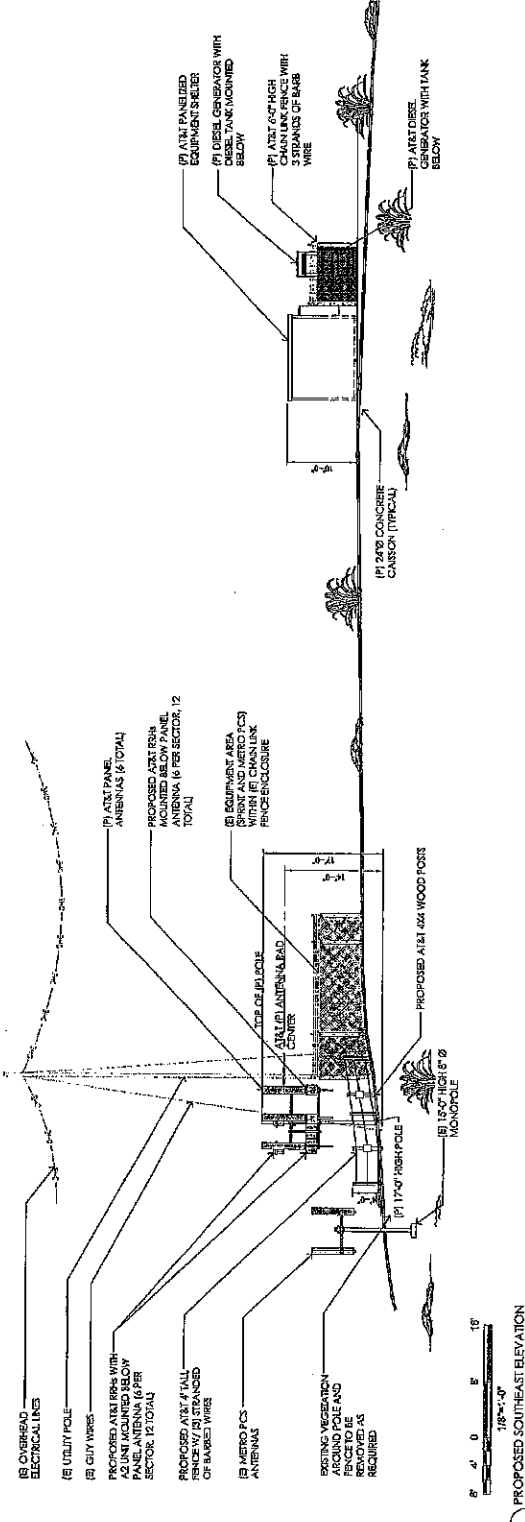 (E) OVERHEAD
ELECTRICAL LINES
(E) UTILITY POLE
(E) GUY WIRES
PROPOSED AT&T RRHs WITH
A2 UNIT MOUNTED BELOW
PANEL ANTENNA (6 PER
SECTOR, 12 TOTAL)
PROPOSED AT&T 4' TALL
FENCE W/ (3) STRANDED
OF BARBED WIRES
(E) METRO PCS
ANTENNAS
EXISTING VEGETATION
AROUND POLE AND
FENCE TO BE
REMOVED AS
REQUIRED
(P) AT&T PANEL
ANTENNAS (6 TOTAL)
PROPOSED AT&T RRHs
MOUNTED BELOW PANEL
ANTENNA (6 PER SECTOR, 12
TOTAL)
(E) EQUIPMENT AREA
(SPRINT AND METRO PCS)
WITHIN (E) CHAIN LINK
FENCE ENCLOSURE
TOP OF (P) POLE
AT&T (P) ANTENNA RAD
CENTER
17'-0"
14'-0"
4'-0"
(P) 17'-0" HIGH POLE
PROPOSED AT&T 4X4 WOOD POSTS
(E) 15'-0" HIGH 8" Ø
MONOPOLE
(P) AT&T PANELIZED
EQUIPMENT SHELTER
(P) DIESEL GENERATOR WITH
DIESEL TANK MOUNTED
BELOW
(P) AT&T 6'-0" HIGH
CHAIN LINK FENCE WITH
3 STRANDS OF BARB
WIRE
(P) AT&T DIESEL
GENERATOR WITH TANK
BELOW
10'-0"
(P) 24"Ø CONCRETE
CAISSON (TYPICAL)
8' 4' 0 8' 16'
1/8"=1'-0"
PROPOSED SOUTHEAST ELEVATION